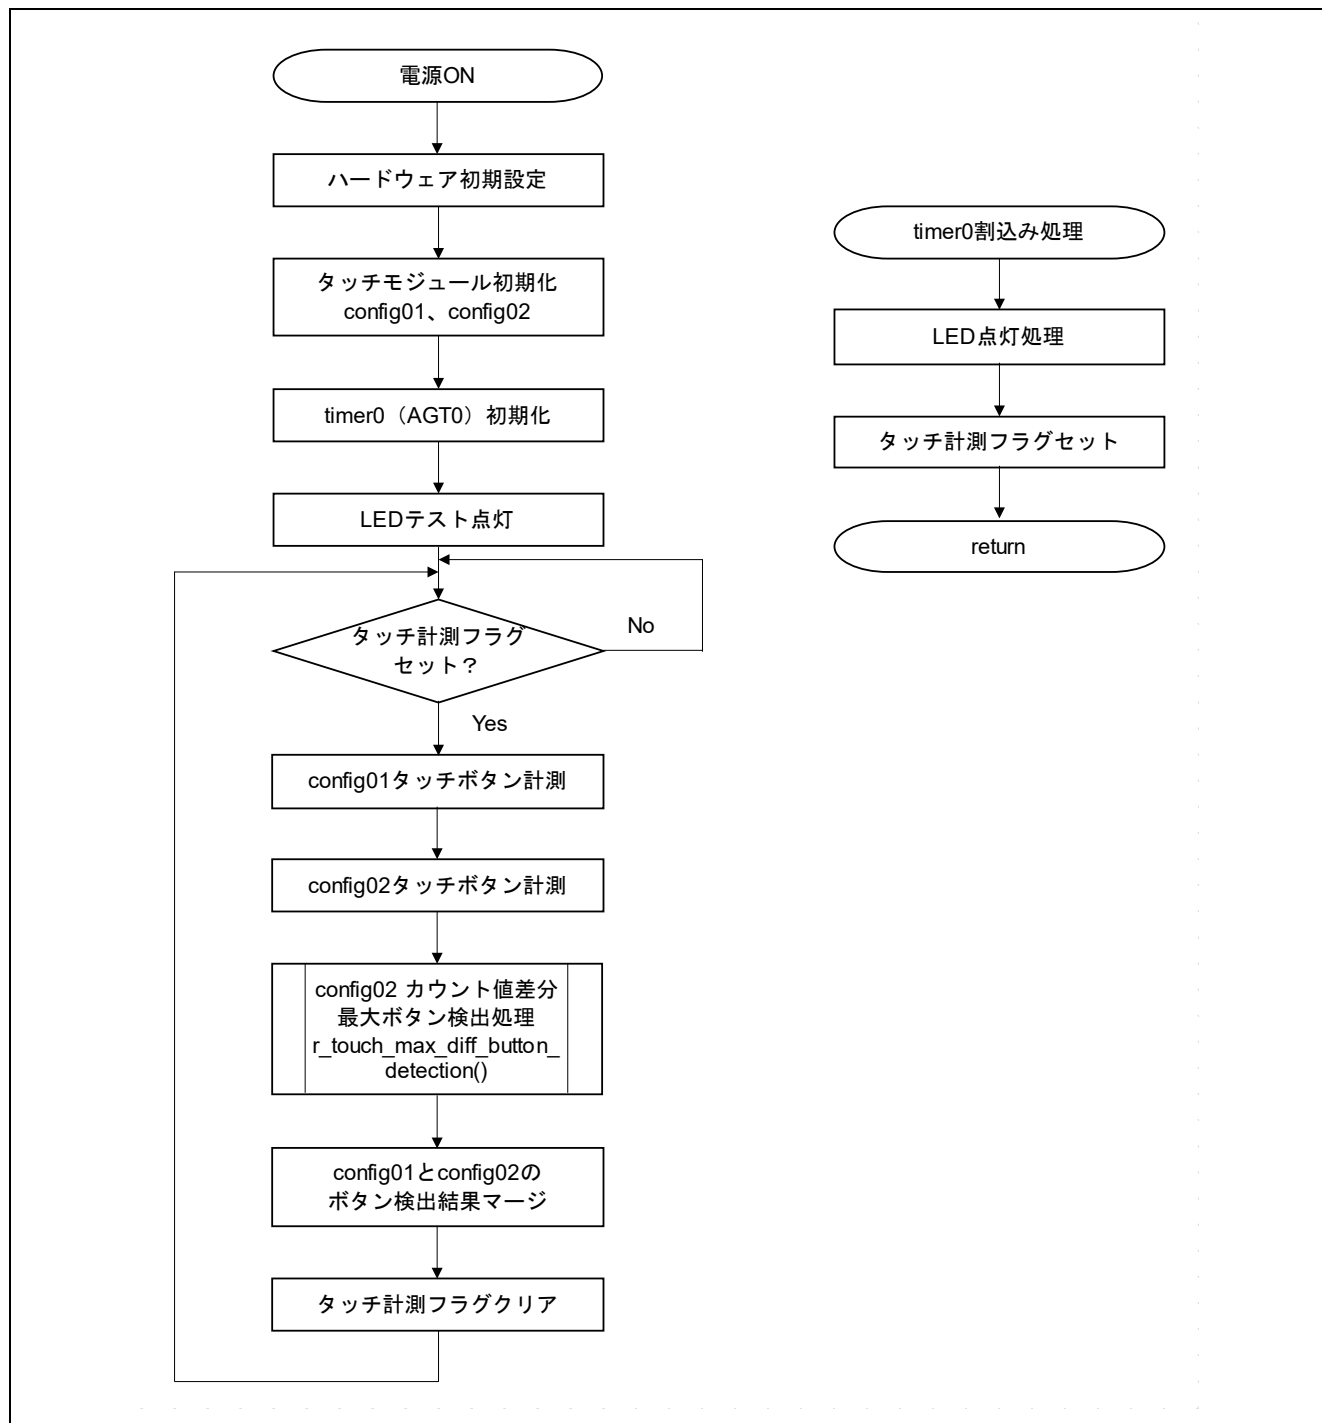 電源ON
ハードウェア初期設定
タッチモジュール初期化
config01、config02
timer0（AGT0）初期化
LEDテスト点灯
タッチ計測フラグ
セット？
No
Yes
config01タッチボタン計測
config02タッチボタン計測
config02 カウント値差分
最大ボタン検出処理
r_touch_max_diff_button_
detection()
config01とconfig02の
ボタン検出結果マージ
タッチ計測フラグクリア
timer0割込み処理
LED点灯処理
タッチ計測フラグセット
return